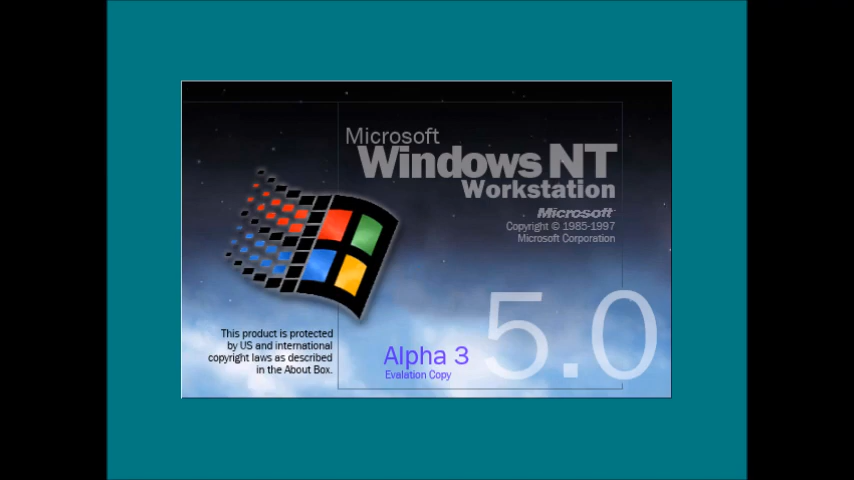 Microsoft
Windows NT
Workstation
Microsoft
Copyright © 1985-1997
Microsoft Corporation
5.0
This product is protected
by US and international
copyright laws as described
in the About Box.
Alpha 3
Evalation Copy